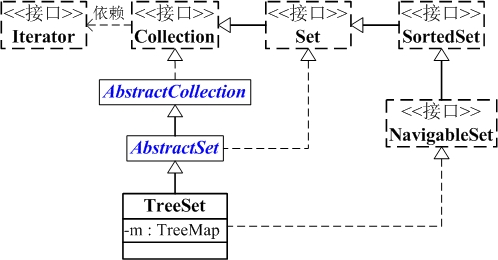 <<接口>>
Iterator
依赖
<<接口>>
Collection
<<接口>>
Set
<<接口>>
SortedSet
AbstractCollection
<<接口>>
NavigableSet
AbstractSet
TreeSet
-m : TreeMap